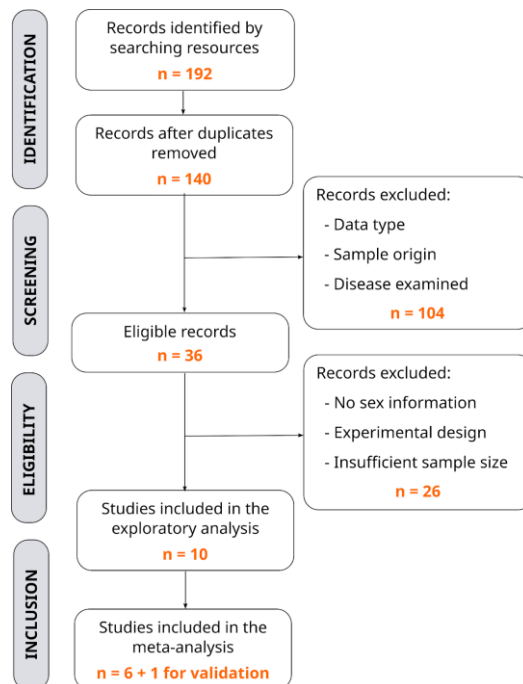 IDENTIFICATION
Records identified by
searching resources
n = 192
Records after duplicates
removed
n = 140
SCREENING
Records excluded:
- Data type
- Sample origin
- Disease examined
n = 104
Eligible records
n = 36
ELIGIBILITY
Records excluded:
- No sex information
- Experimental design
- Insufficient sample size
n = 26
Studies included in the
exploratory analysis
n = 10
INCLUSION
Studies included in the
meta-analysis
n = 6 + 1 for validation